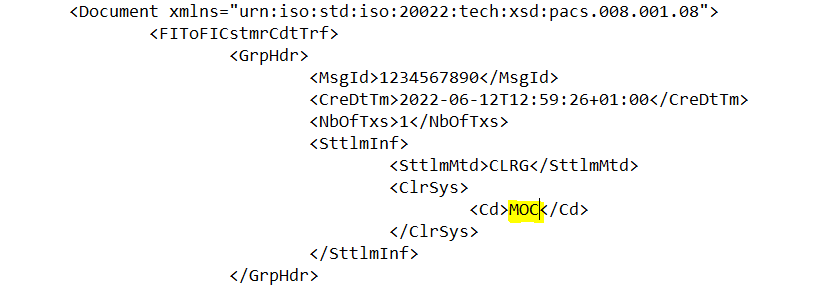 <Document xmlns="urn:iso:std:iso:20022:tech:xsd:pacs.008.001.08">
<FIToFICstmrCdtTrf>
<GrpHdr>
<MsgId>1234567890</MsgId>
<CreDtTm>2022-06-12T12:59:26+01:00</CreDtTm>
<NbOfTxs>1</NbOfTxs>
<SttlmInf>
<SttlmMtd>CLRG</SttlmMtd>
<ClrSys>
<Cd>MOC</Cd>
</ClrSys>
</SttlmInf>
</GrpHdr>